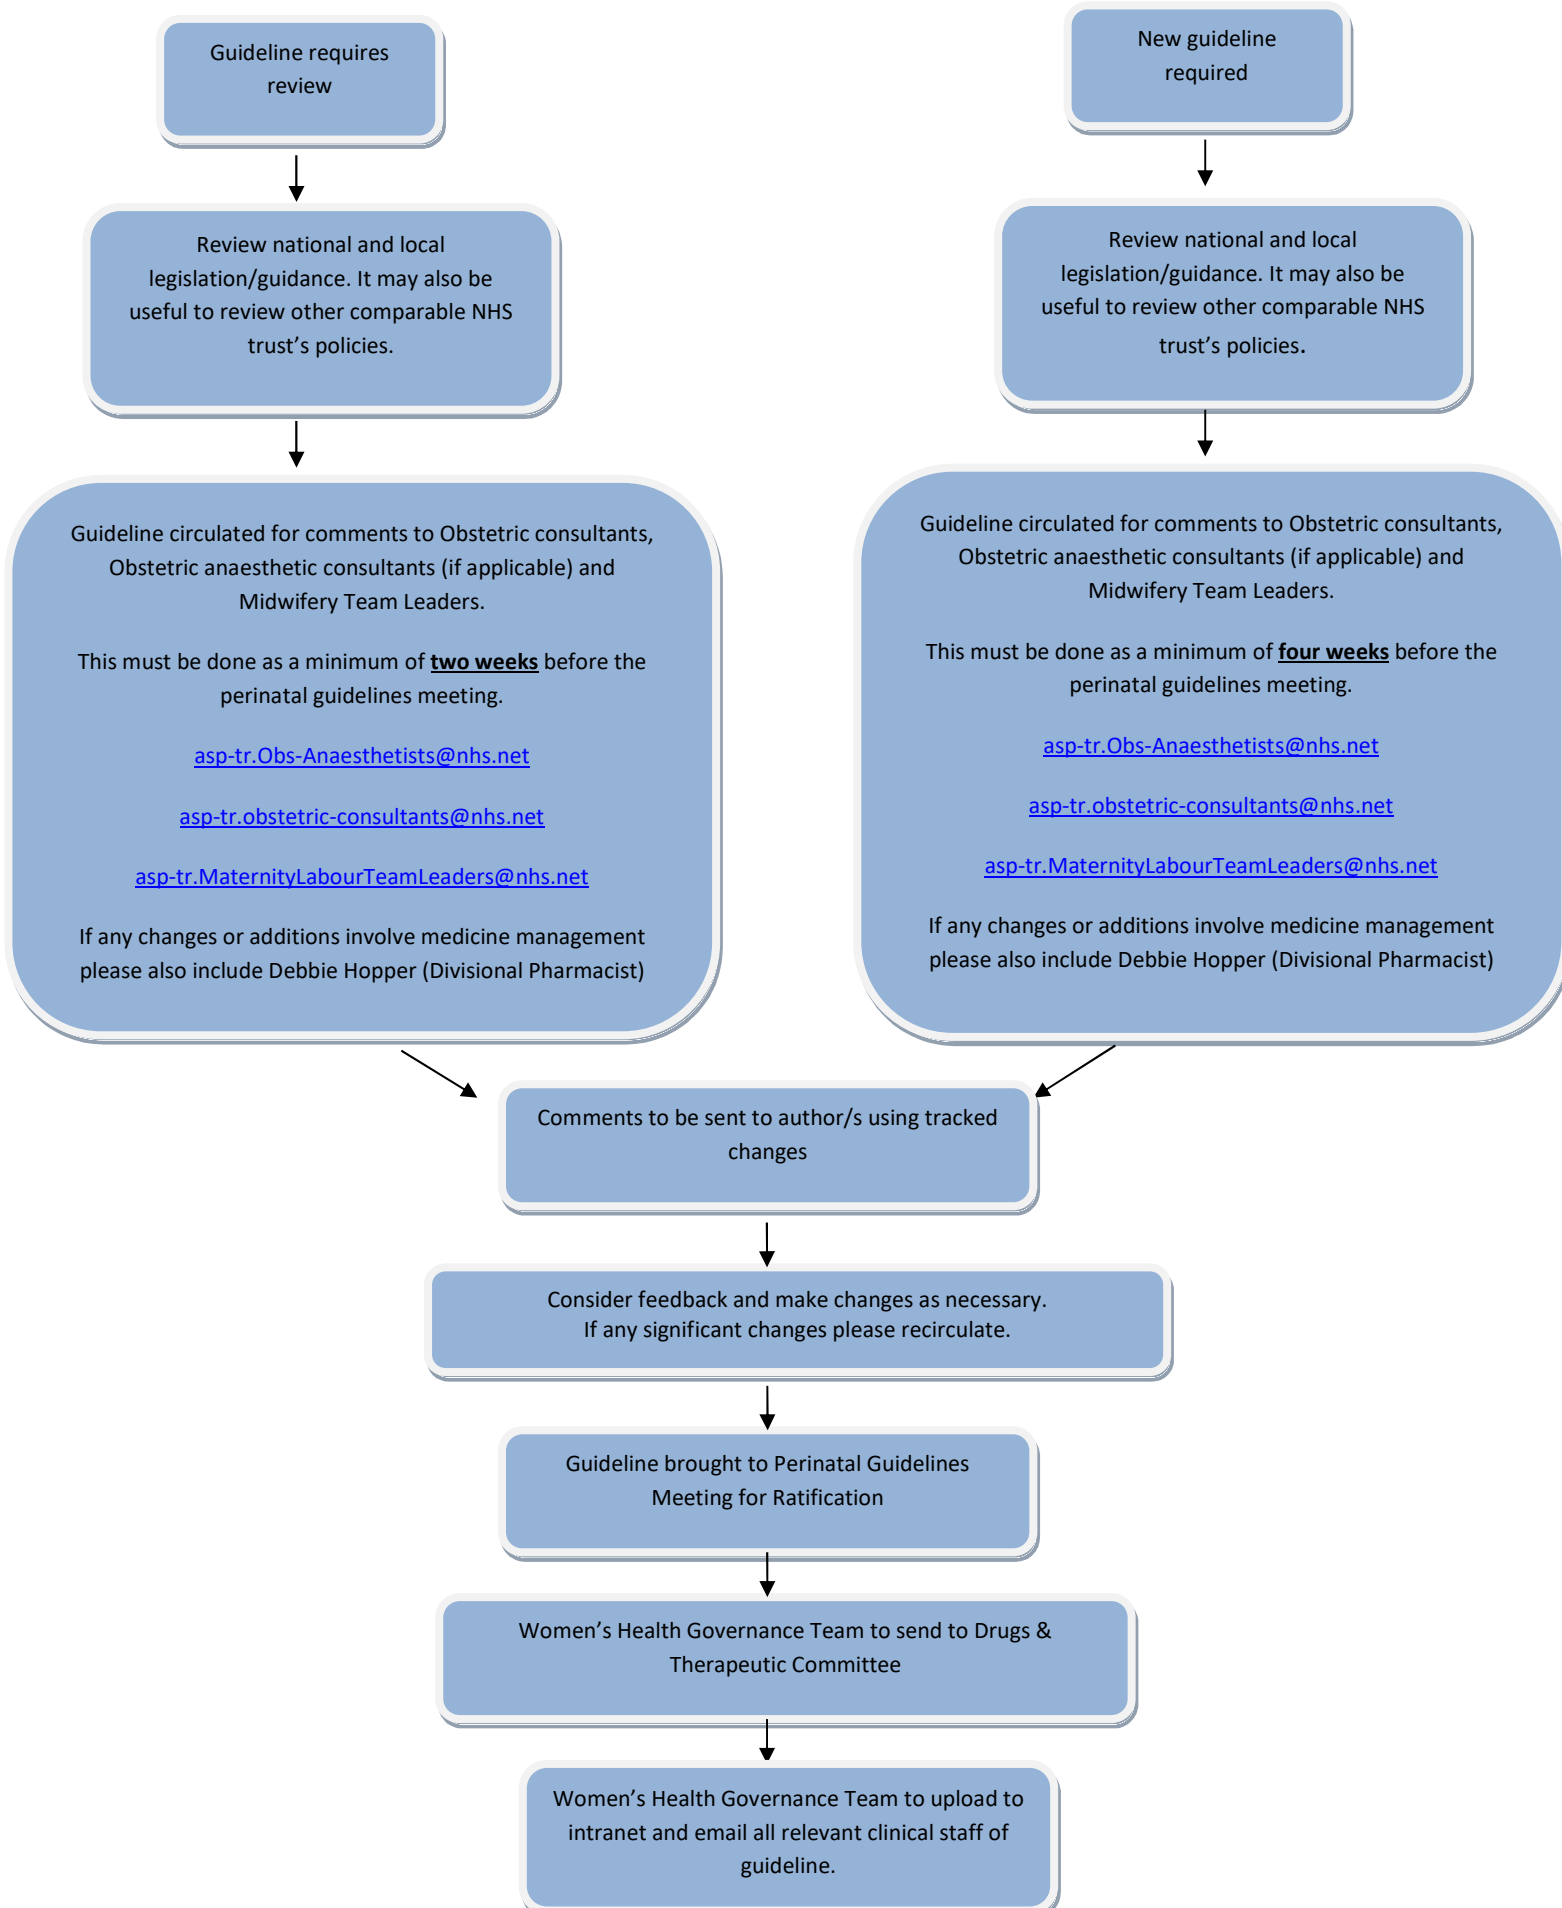 Guideline requires
review
New guideline
required
Review national and local
legislation/guidance. It may also be
useful to review other comparable NHS
trust’s policies.
Review national and local
legislation/guidance. It may also be
useful to review other comparable NHS
trust’s policies.
Guideline circulated for comments to Obstetric consultants,
Obstetric anaesthetic consultants (if applicable) and
Midwifery Team Leaders.
This must be done as a minimum of two weeks before the
perinatal guidelines meeting.
asp-tr.Obs-Anaesthetists@nhs.net
asp-tr.obstetric-consultants@nhs.net
asp-tr.MaternityLabourTeamLeaders@nhs.net
If any changes or additions involve medicine management
please also include Debbie Hopper (Divisional Pharmacist)
Guideline circulated for comments to Obstetric consultants,
Obstetric anaesthetic consultants (if applicable) and
Midwifery Team Leaders.
This must be done as a minimum of four weeks before the
perinatal guidelines meeting.
asp-tr.Obs-Anaesthetists@nhs.net
asp-tr.obstetric-consultants@nhs.net
asp-tr.MaternityLabourTeamLeaders@nhs.net
If any changes or additions involve medicine management
please also include Debbie Hopper (Divisional Pharmacist)
Comments to be sent to author/s using tracked
changes
Consider feedback and make changes as necessary.
If any significant changes please recirculate.
Guideline brought to Perinatal Guidelines
Meeting for Ratification
Women’s Health Governance Team to send to Drugs &
Therapeutic Committee
Women’s Health Governance Team to upload to
intranet and email all relevant clinical staff of
guideline.